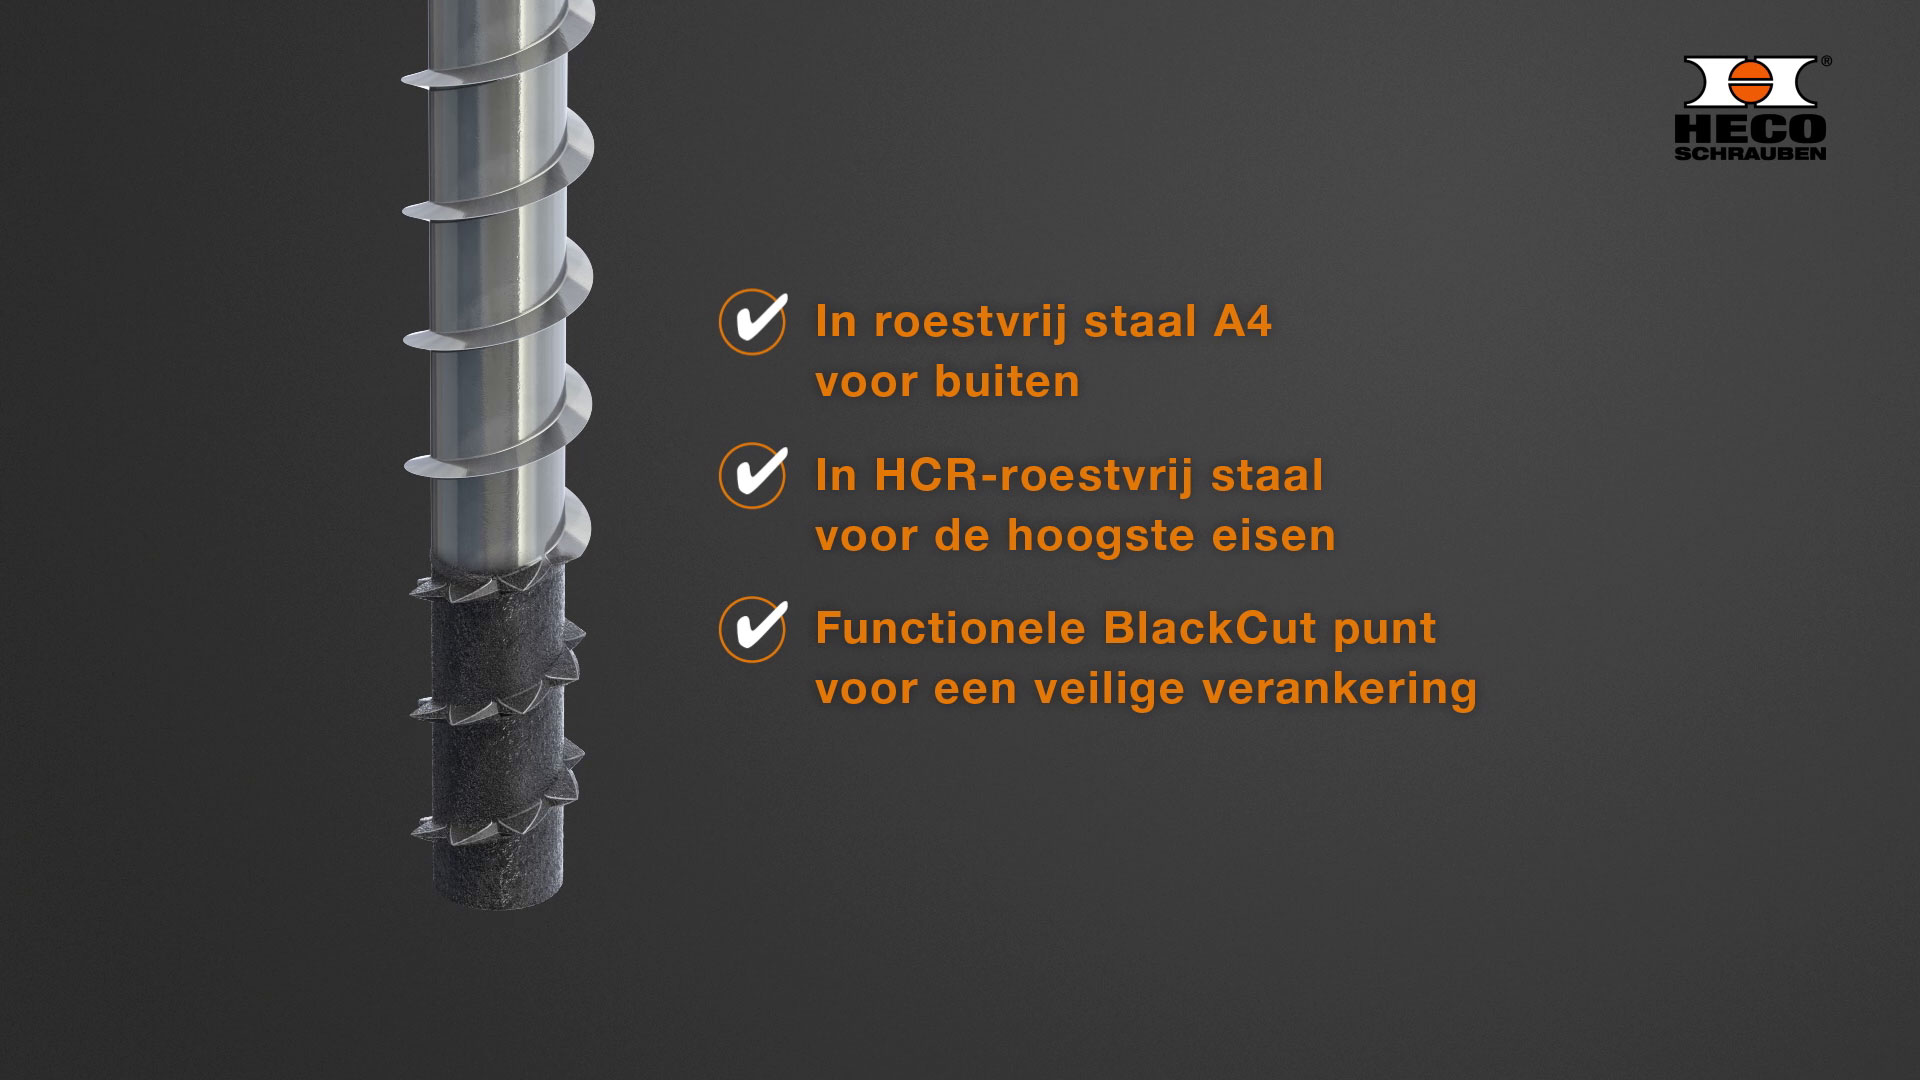 HECO
SCHRAUBEN
®
In roestvrij staal A4
voor buiten
In HCR-roestvrij staal
voor de hoogste eisen
Functionele BlackCut punt
voor een veilige verankering